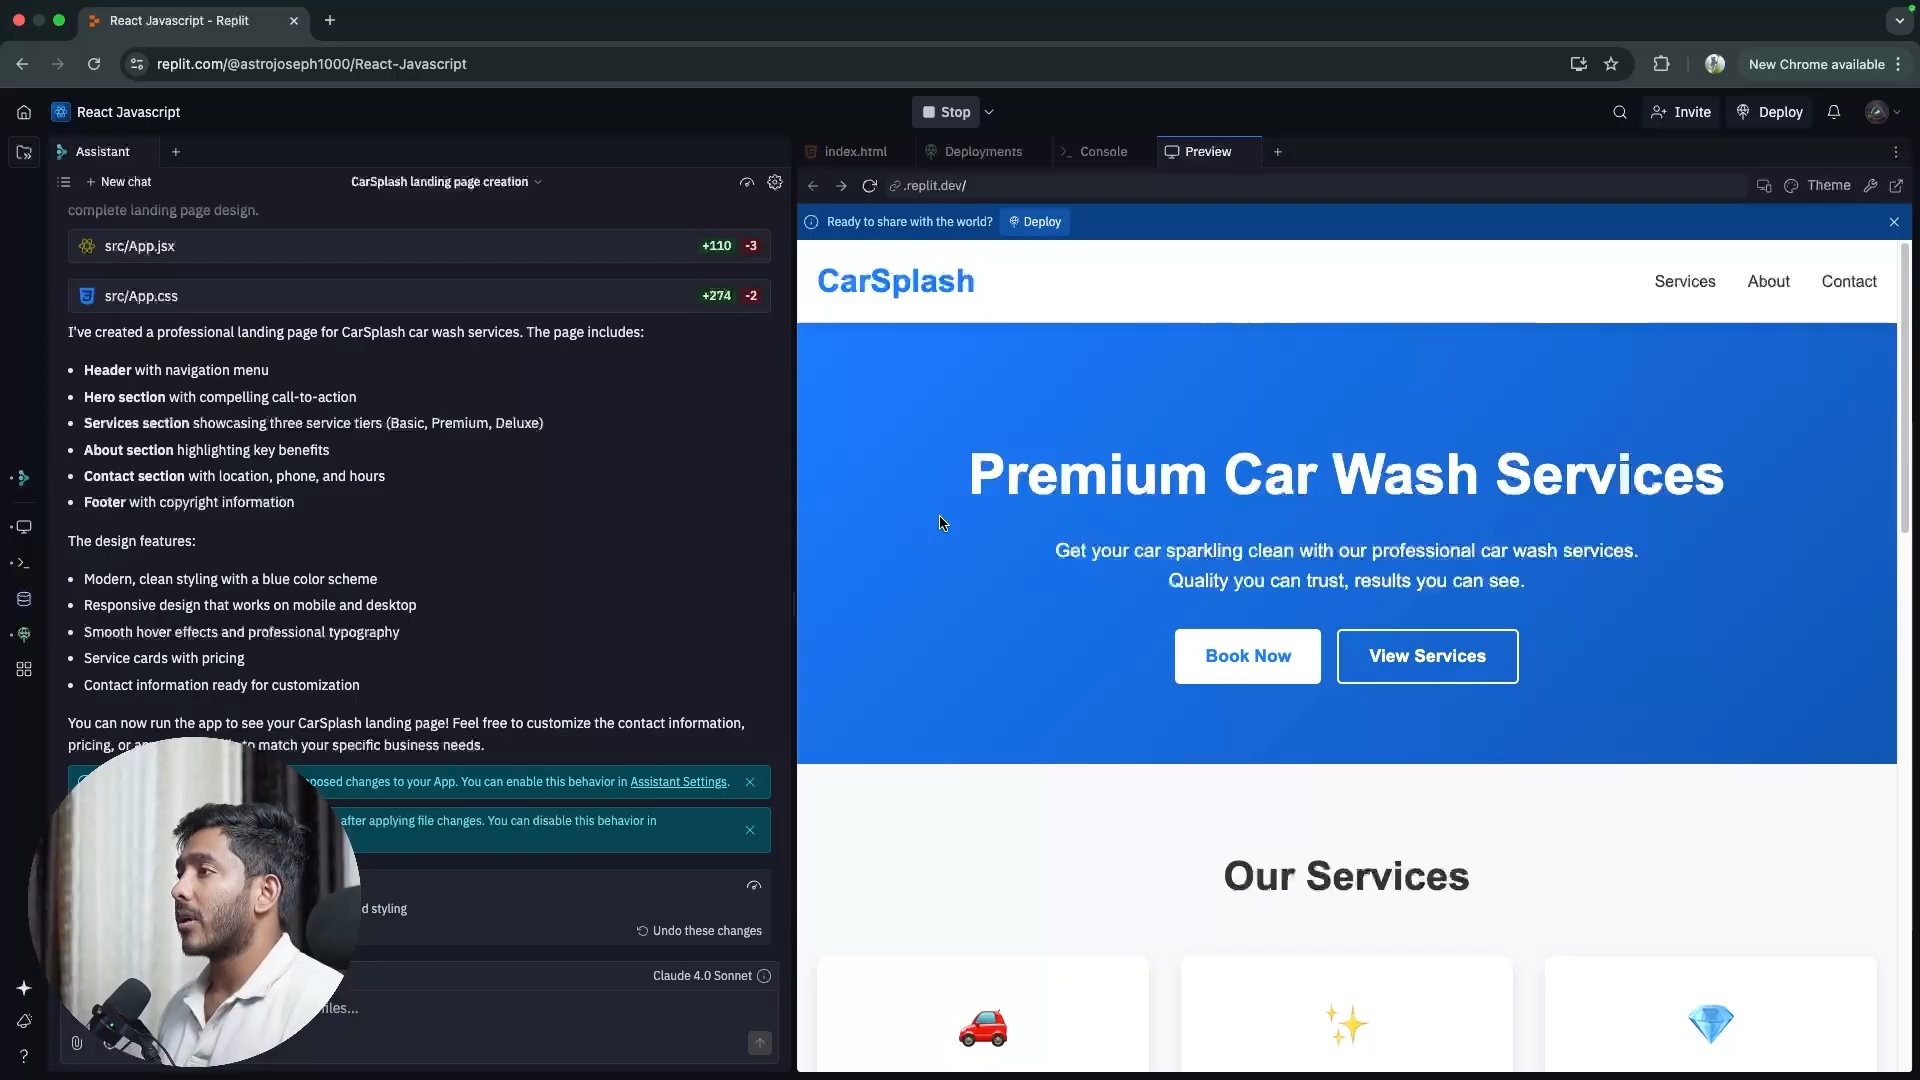 React Javascript - Replit
replit.com/@astrojoseph1000/React-Javascript
New Chrome available
React Javascript
Stop
Invite
Deploy
Assistant
index.html
Deployments
Console
Preview
New chat
CarSplash landing page creation
.replit.dev/
Theme
complete landing page design.
Ready to share with the world?
Deploy
src/App.jsx
+110 -3
src/App.css
+274 -2
I've created a professional landing page for CarSplash car wash services. The page includes:
• Header with navigation menu
• Hero section with compelling call-to-action
• Services section showcasing three service tiers (Basic, Premium, Deluxe)
• About section highlighting key benefits
• Contact section with location, phone, and hours
• Footer with copyright information
The design features:
• Modern, clean styling with a blue color scheme
• Responsive design that works on mobile and desktop
• Smooth hover effects and professional typography
• Service cards with pricing
• Contact information ready for customization
You can now run the app to see your CarSplash landing page! Feel free to customize the contact information,
pricing, or to match your specific business needs.
posed changes to your App. You can enable this behavior in Assistant Settings.
after applying file changes. You can disable this behavior in
d styling
Undo these changes
Claude 4.0 Sonnet
files...
CarSplash
Services
About
Contact
Premium Car Wash Services
Get your car sparkling clean with our professional car wash services.
Quality you can trust, results you can see.
Book Now
View Services
Our Services